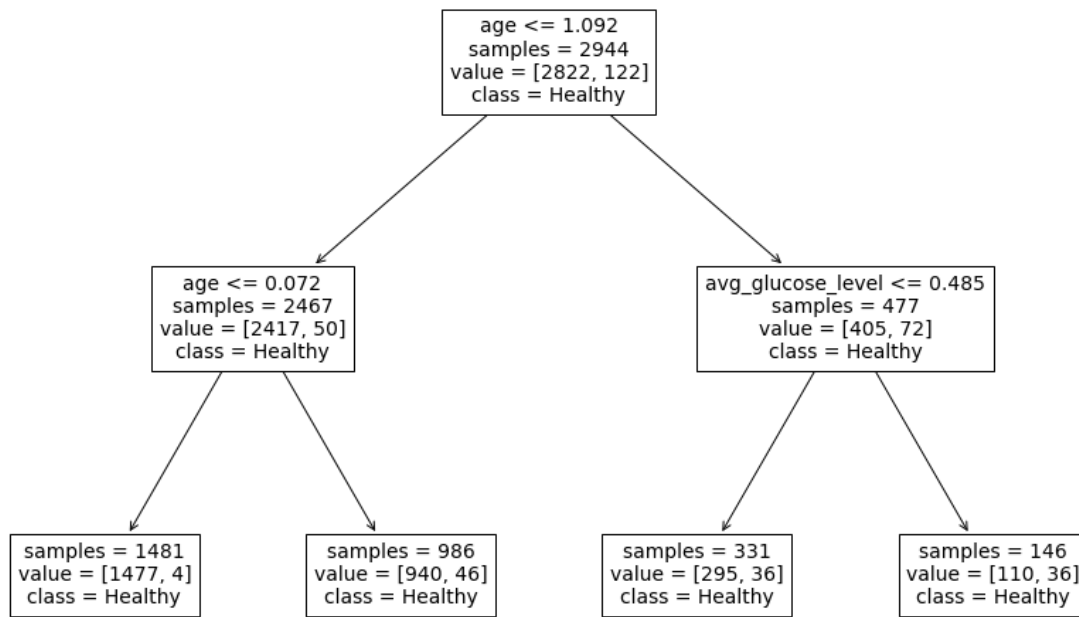 age <= 1.092
samples = 2944
value = [2822, 122]
class = Healthy
age <= 0.072
samples = 2467
value = [2417, 50]
class = Healthy
avg_glucose_level <= 0.485
samples = 477
value = [405, 72]
class = Healthy
samples = 1481
value = [1477, 4]
class = Healthy
samples = 986
value = [940, 46]
class = Healthy
samples = 331
value = [295, 36]
class = Healthy
samples = 146
value = [110, 36]
class = Healthy